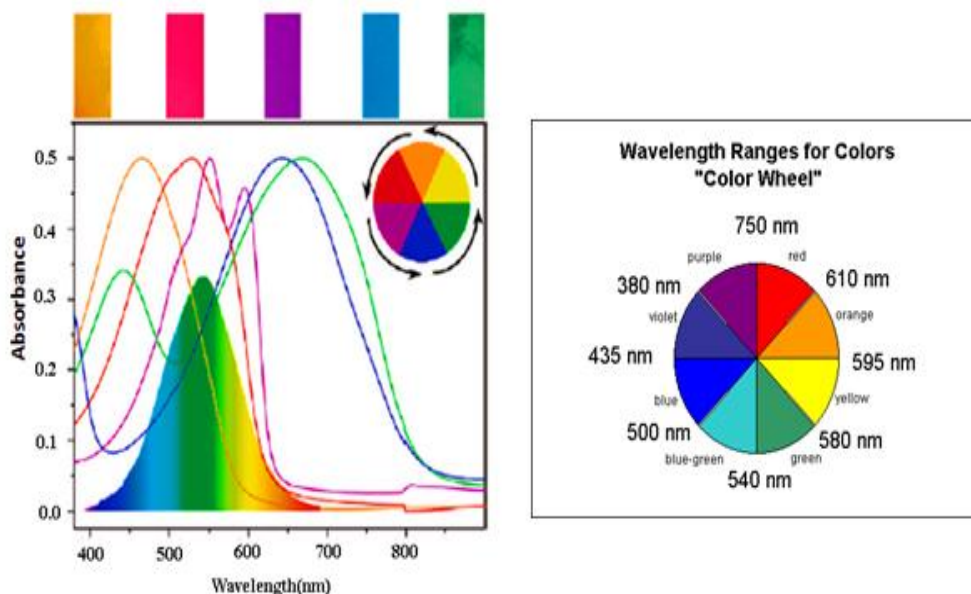 0.5
0.4
0.3
0.2
0.1
0.0
Absorbance
400 500 600 700 800
Wavelength(nm)
Wavelength Ranges for Colors
"Color Wheel"
750 nm
purple red
380 nm 610 nm
violet orange
435 nm 595 nm
blue yellow
500 nm 580 nm
blue-green green
540 nm